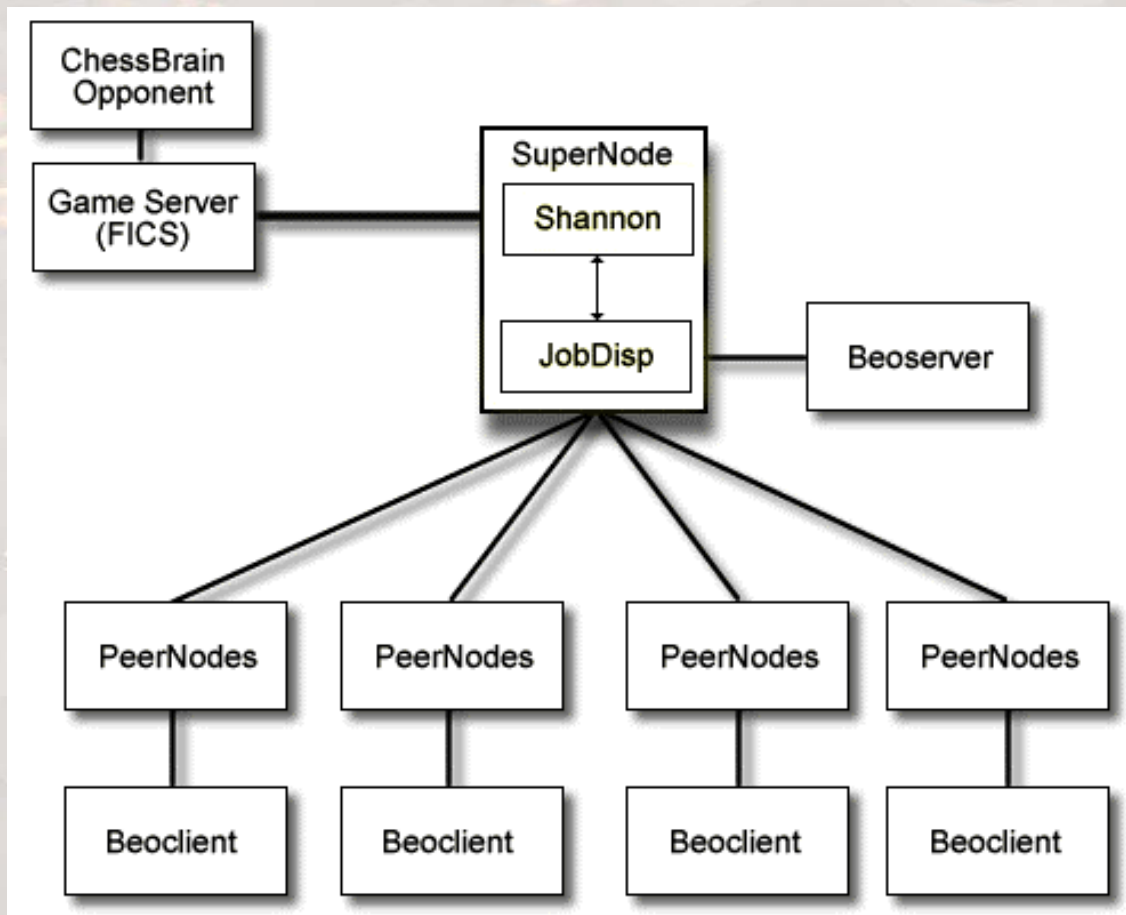 ChessBrain
Opponent
Game Server
(FICS)
SuperNode
Shannon
JobDisp
Beoserver
PeerNodes
PeerNodes
PeerNodes
PeerNodes
Beoclient
Beoclient
Beoclient
Beoclient